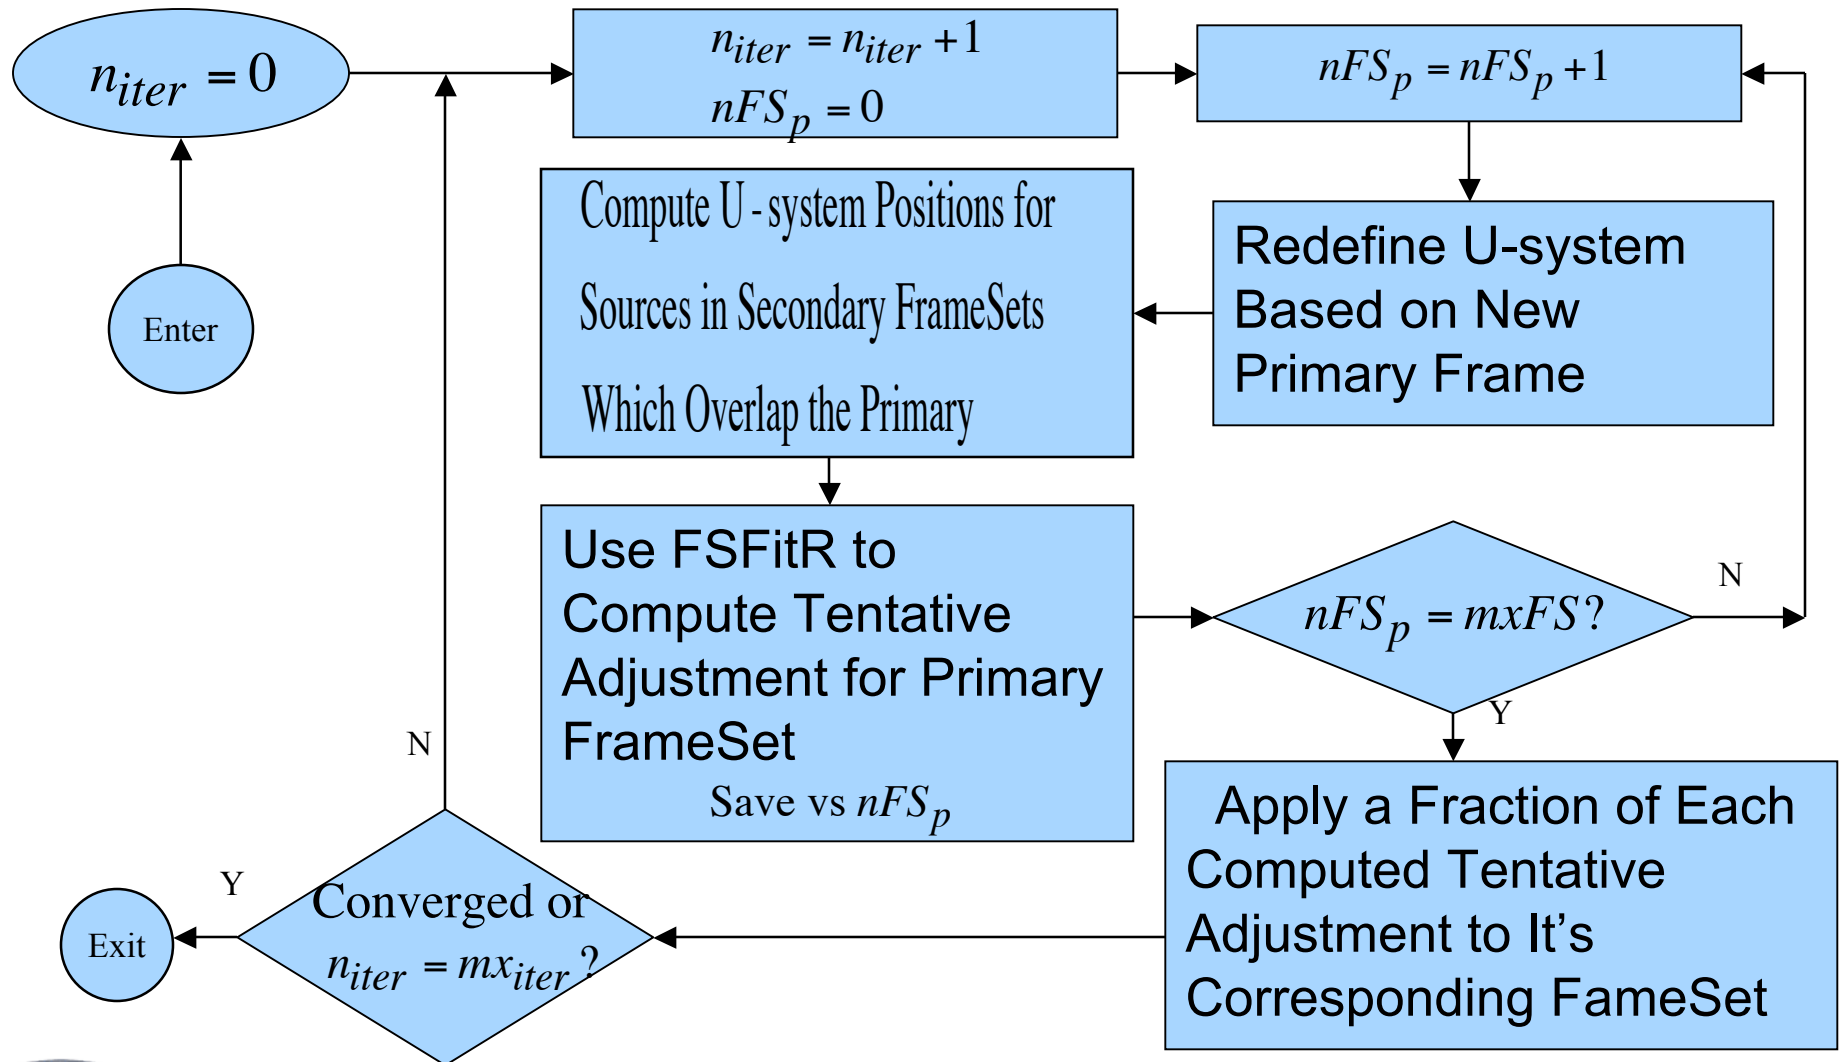 n_iter = 0
n_iter = n_iter + 1
nFS_p = 0
nFS_p = nFS_p + 1
Enter
Compute U - system Positions for
Sources in Secondary FrameSets
Which Overlap the Primary
Redefine U-system
Based on New
Primary Frame
Use FSFitR to
Compute Tentative
Adjustment for Primary
FrameSet
Save vs nFS_p
nFS_p = mxFS?
N
Y
Apply a Fraction of Each
Computed Tentative
Adjustment to It’s
Corresponding FameSet
N
Converged or
n_iter = mx_iter ?
Y
Exit